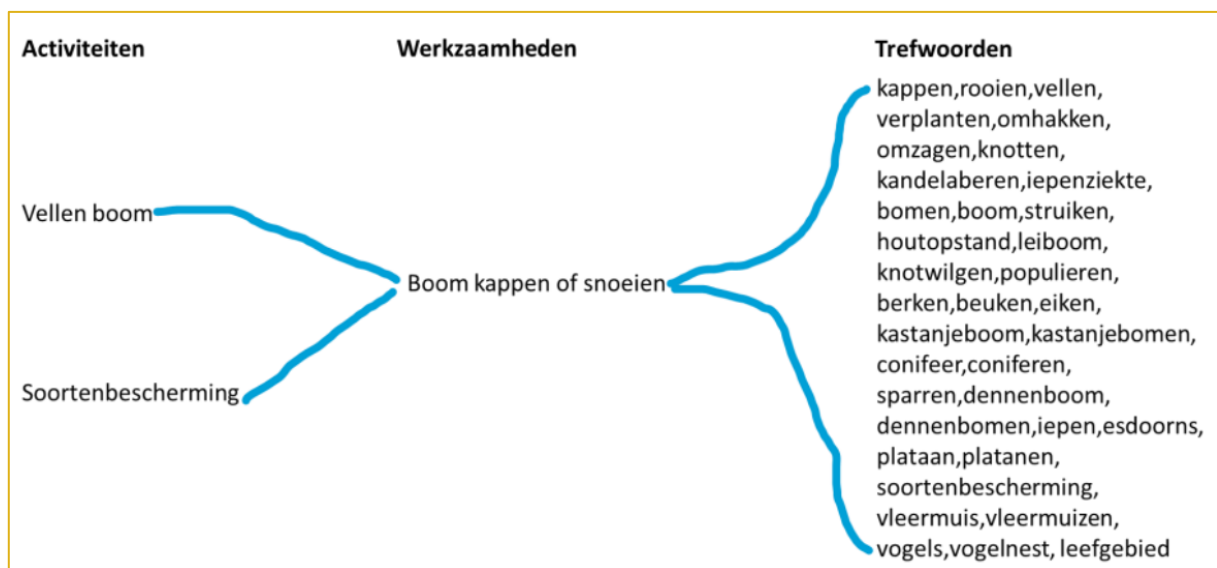 Activiteiten
Werkzaamheden
Trefwoorden
Vellen boom
Soortenbescherming
Boom kappen of snoeien
kappen,rooien,vellen,
verplanten,omhakken,
omzagen,knotten,
kandelaberen,iepenziekte,
bomen,boom,struiken,
houtopstand,leiboom,
knotwilgen,populieren,
berken,beuken,eiken,
kastanjeboom,kastanjebomen,
conifeer,coniferen,
sparren,dennenboom,
dennenbomen,iepen,esdoorns,
plataan,platanen,
soortenbescherming,
vleermuis,vleermuizen,
vogels,vogelnest, leefgebied